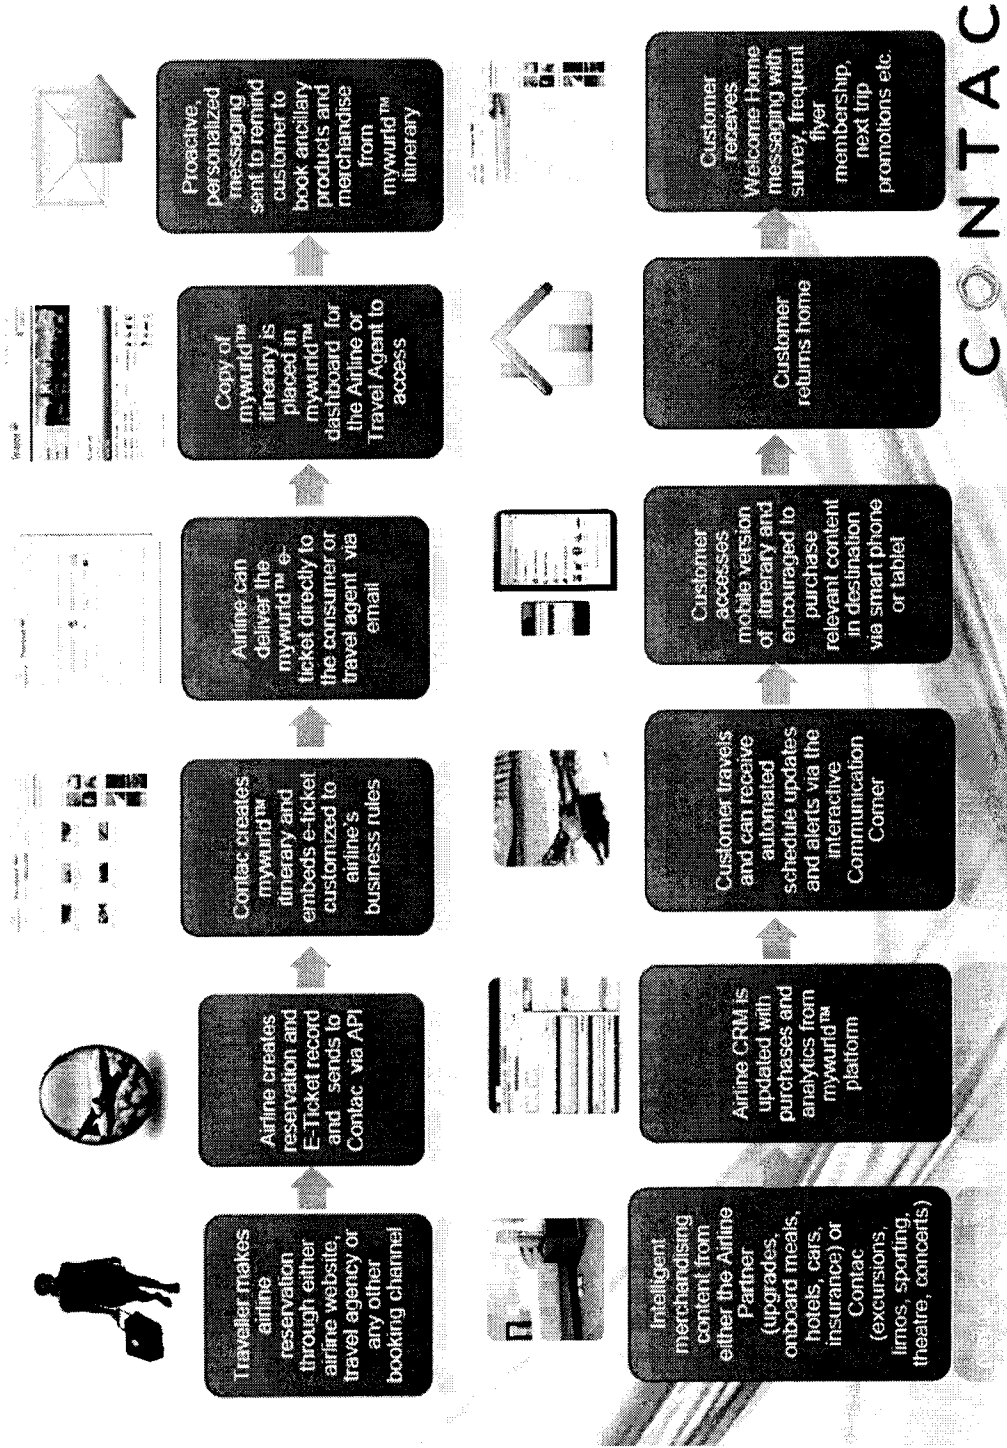 Traveller makes
airline
reservation
through either
airline website,
travel agency or
any other
booking channel
Airline creates
reservation and
E-Ticket record
and sends to
Contac via API
Contac creates
mywurld™
itinerary and
embeds e-ticket
customized to
airline's
business rules
Airline can
deliver the
mywurld™ e-
ticket directly to
the consumer or
travel agent via
email
Copy of
mywurld™
itinerary is
placed in
mywurld™
dashboard for
the Airline or
Travel Agent to
access
Proactive,
personalized
messaging
sent to remind
customer to
book ancillary
products and
merchandise
from
mywurld™
itinerary
Intelligent
merchandising
content from
either the Airline
Partner
(upgrades,
onboard meals,
hotels, cars,
insurance) or
Contac
(excursions,
limos, sporting,
theatre, concerts)
Airline CRM is
updated with
purchases and
analytics from
mywurld™
platform
Customer travels
and can receive
automated
schedule updates
and alerts via the
interactive
Communication
Corner
Customer
accesses
mobile version
of itinerary and
encouraged to
purchase
relevant content
in destination
via smart phone
or tablet
Customer
returns home
Customer
receives
Welcome Home
messaging with
survey, frequent
flyer
membership,
next trip
promotions etc.
CONTAC